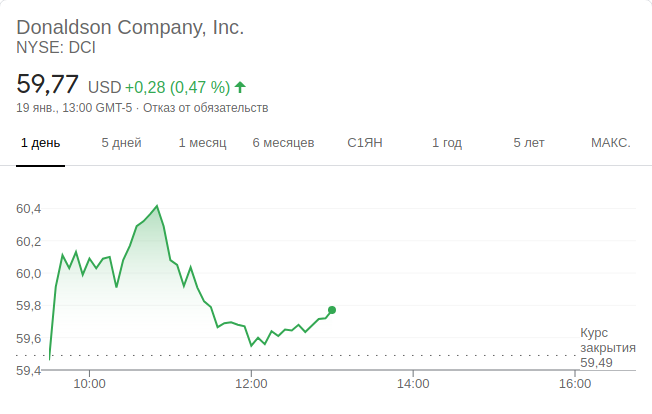 Donaldson Company, Inc.
NYSE: DCI
59,77 USD +0,28 (0,47 %)
19 янв., 13:00 GMT-5 · Отказ от обязательств
1 день 5 дней 1 месяц 6 месяцев С1ЯН 1 год 5 лет МАКС.
60,4
60,2
60,0
59,8
59,6
59,4
Курс
закрытия
59,49
10:00 12:00 14:00 16:00